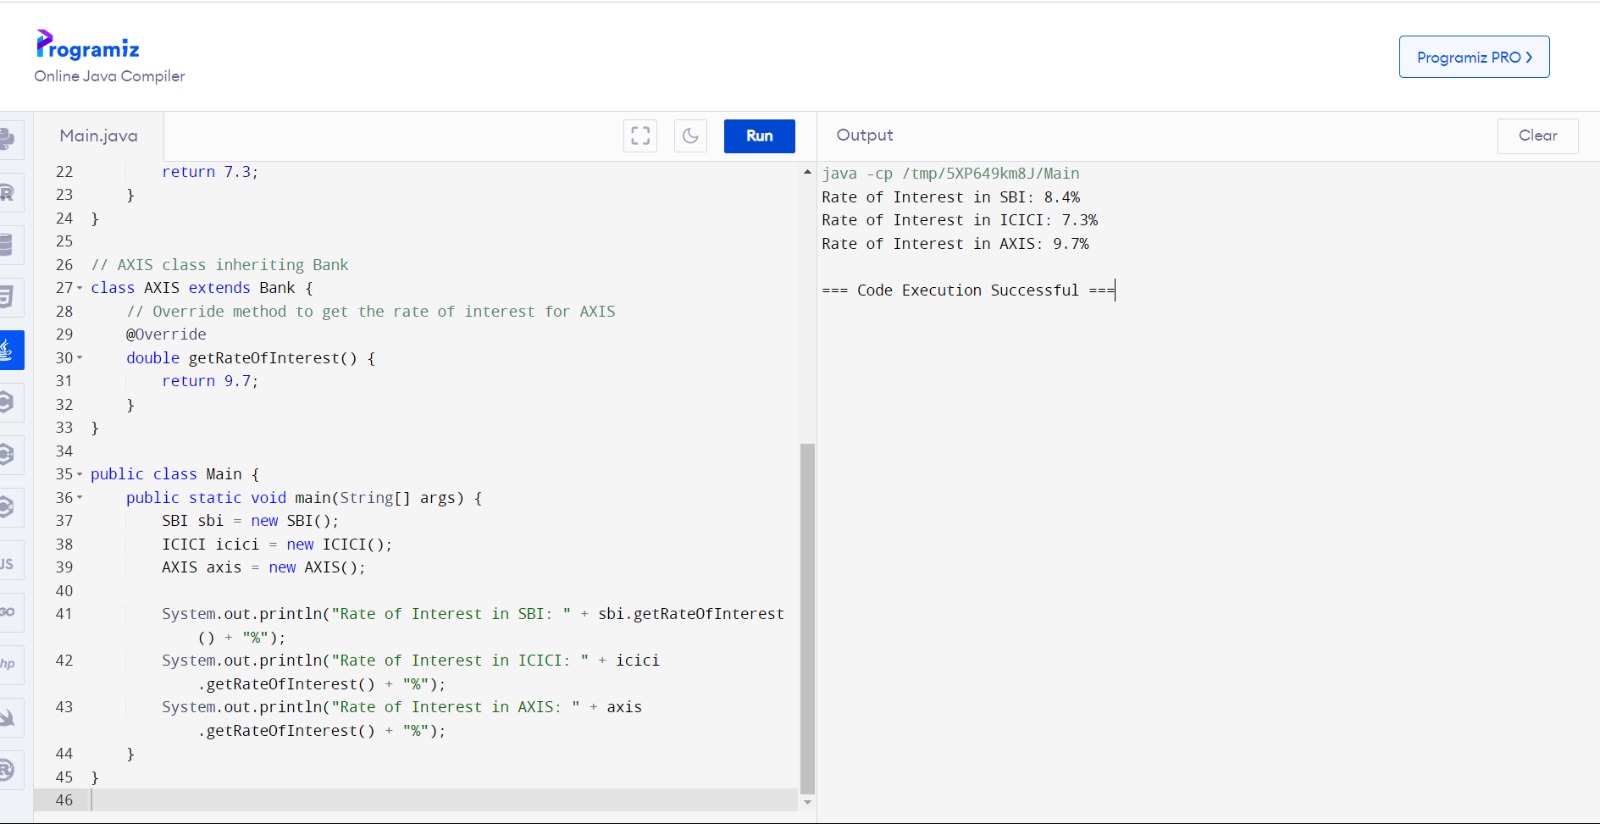 Programiz
Online Java Compiler
Programiz PRO ❯
Main.java
Run
Output
Clear
22 return 7.3;
23 }
24 }
25
26 // AXIS class inheriting Bank
27 class AXIS extends Bank {
28 // Override method to get the rate of interest for AXIS
29 @Override
30 double getRateOfInterest() {
31 return 9.7;
32 }
33 }
34
35 public class Main {
36 public static void main(String[] args) {
37 SBI sbi = new SBI();
38 ICICI icici = new ICICI();
39 AXIS axis = new AXIS();
40
41 System.out.println("Rate of Interest in SBI: " + sbi.getRateOfInterest
() + "%");
42 System.out.println("Rate of Interest in ICICI: " + icici
.getRateOfInterest() + "%");
43 System.out.println("Rate of Interest in AXIS: " + axis
.getRateOfInterest() + "%");
44 }
45 }
46
java -cp /tmp/5XP649km8J/Main
Rate of Interest in SBI: 8.4%
Rate of Interest in ICICI: 7.3%
Rate of Interest in AXIS: 9.7%
=== Code Execution Successful ===
R
JS
GO
hp